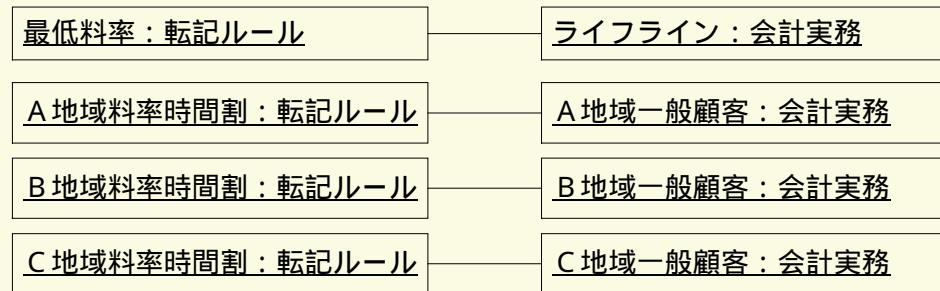 最低料率：転記ルール
ライフライン：会計実務
A地域料率時間割：転記ルール
A地域一般顧客：会計実務
B地域料率時間割：転記ルール
B地域一般顧客：会計実務
C地域料率時間割：転記ルール
C地域一般顧客：会計実務